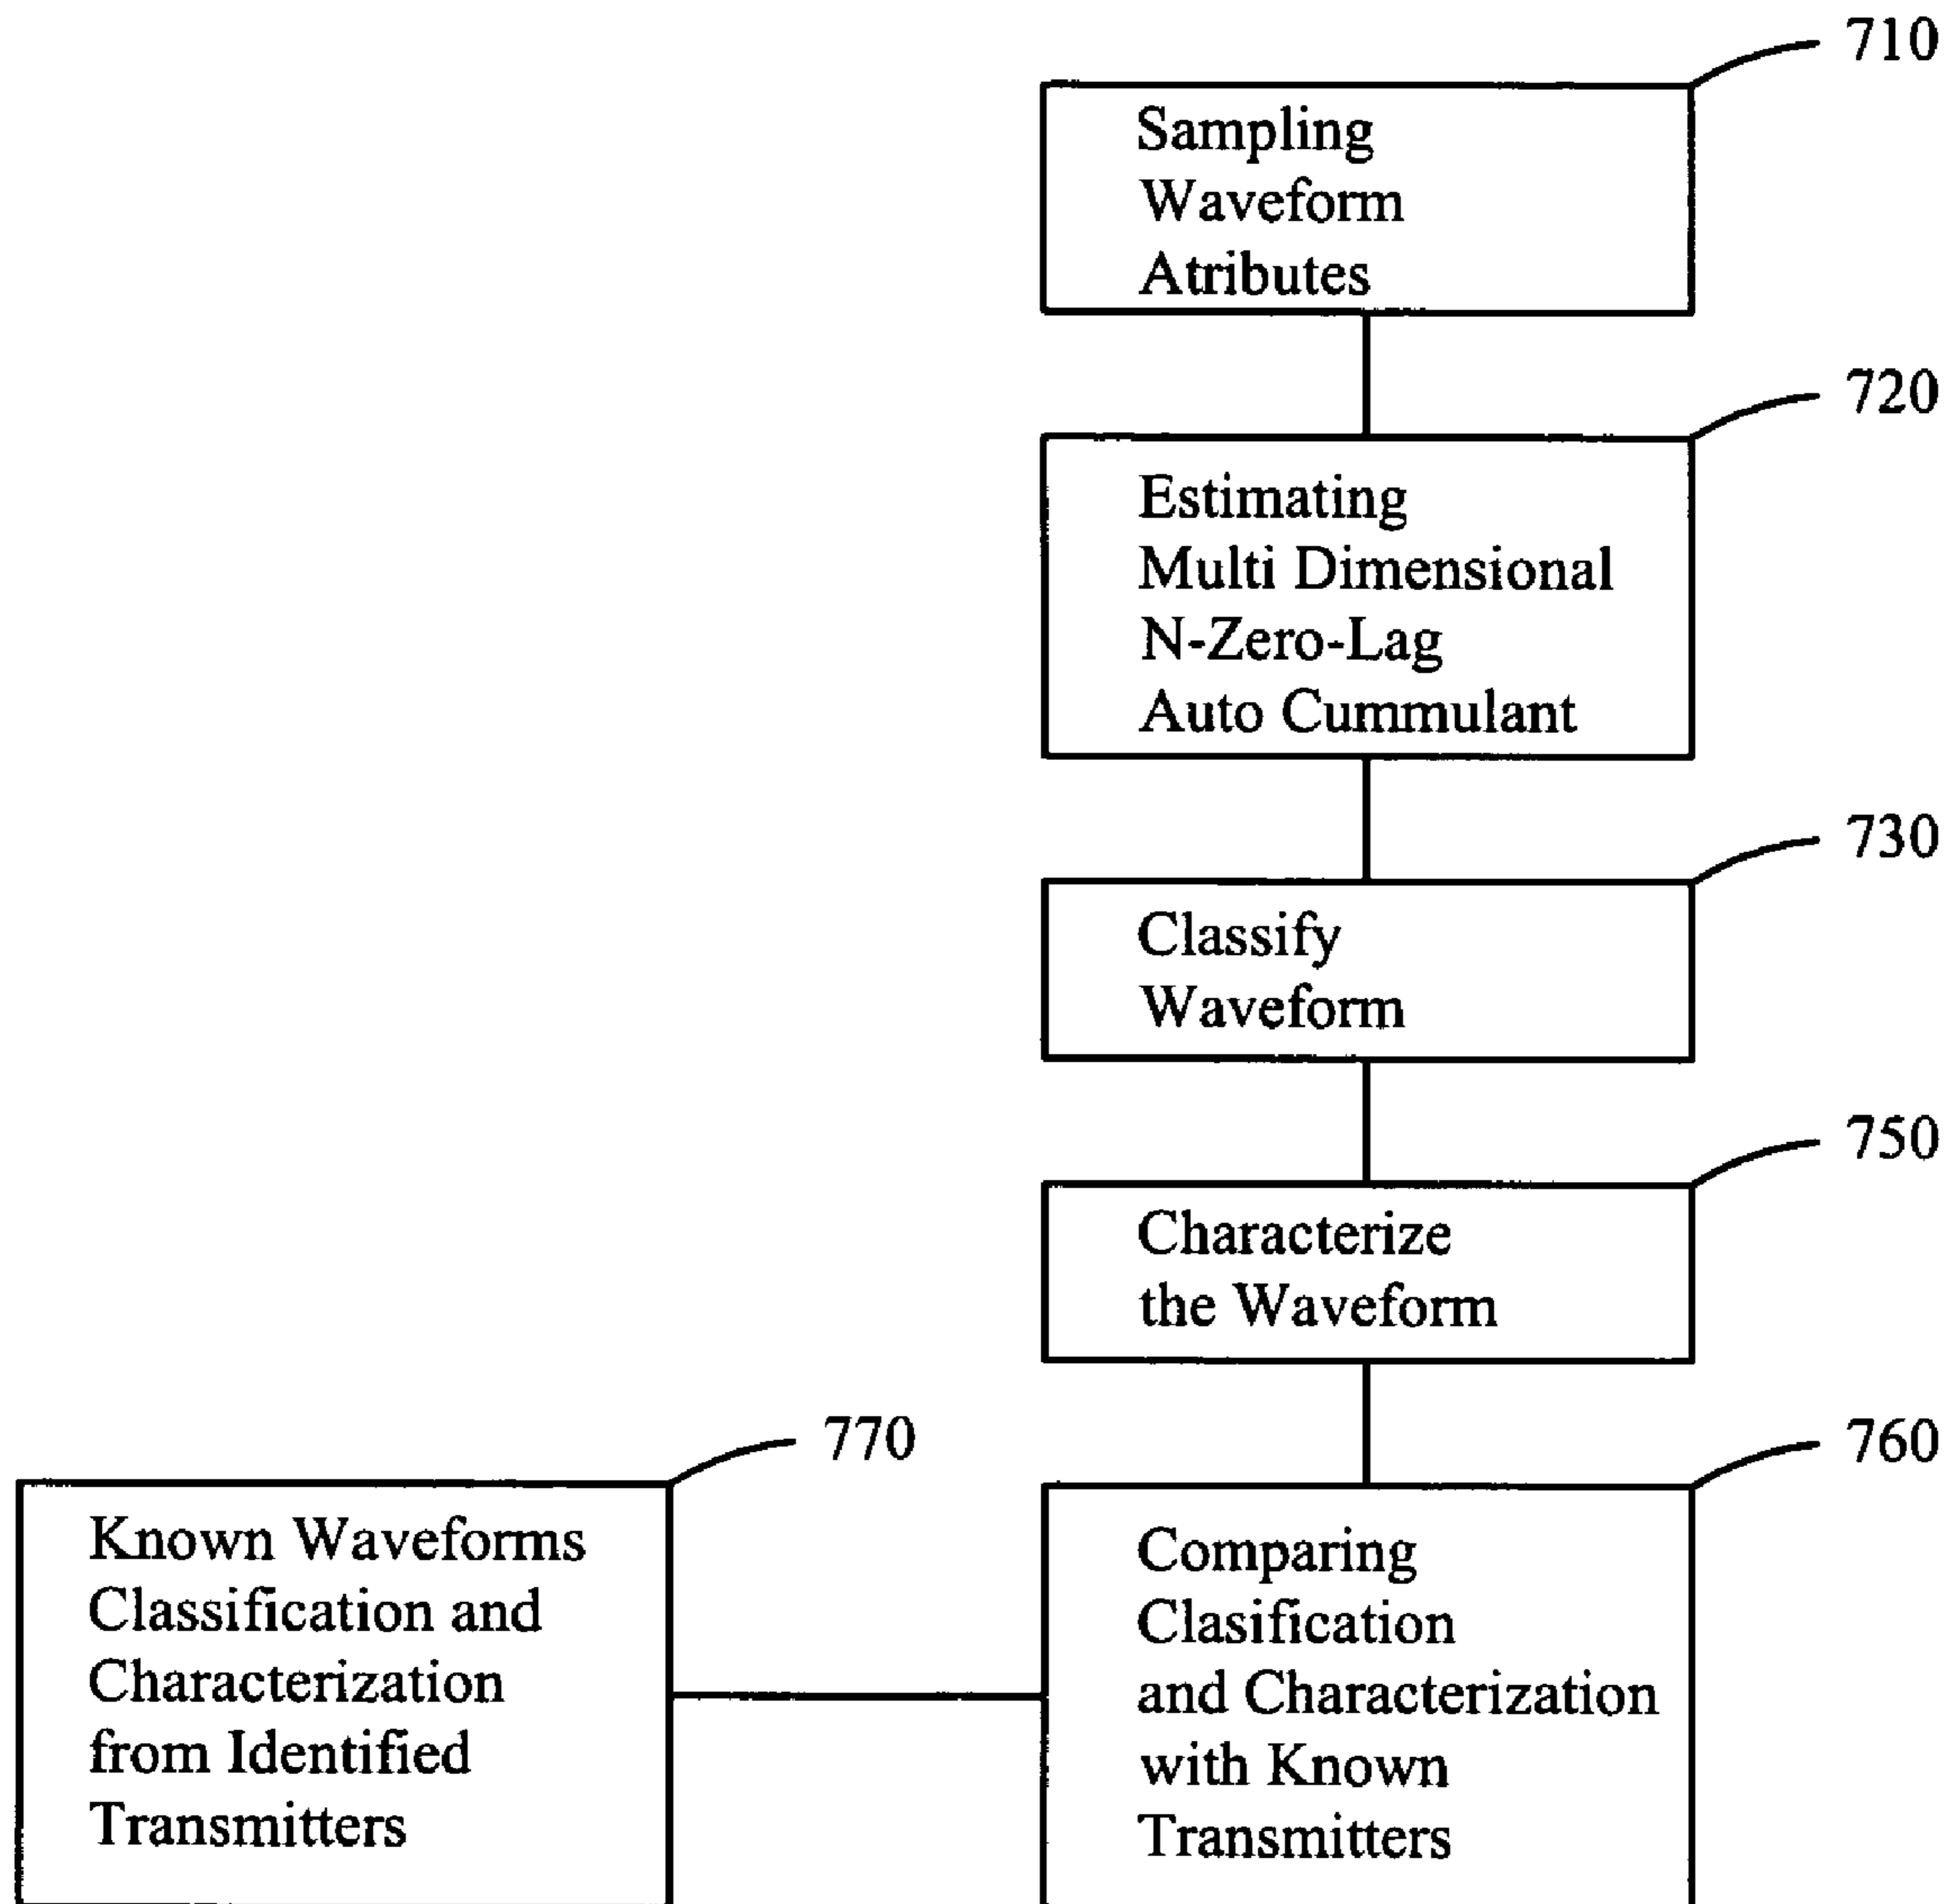 710
Sampling
Waveform
Atributes
720
Estimating
Multi Dimensional
N-Zero-Lag
Auto Cummulant
730
Classify
Waveform
750
Characterize
the Waveform
770
Known Waveforms
Classification and
Characterization
from Identified
Transmitters
760
Comparing
Clasification
and Characterization
with Known
Transmitters